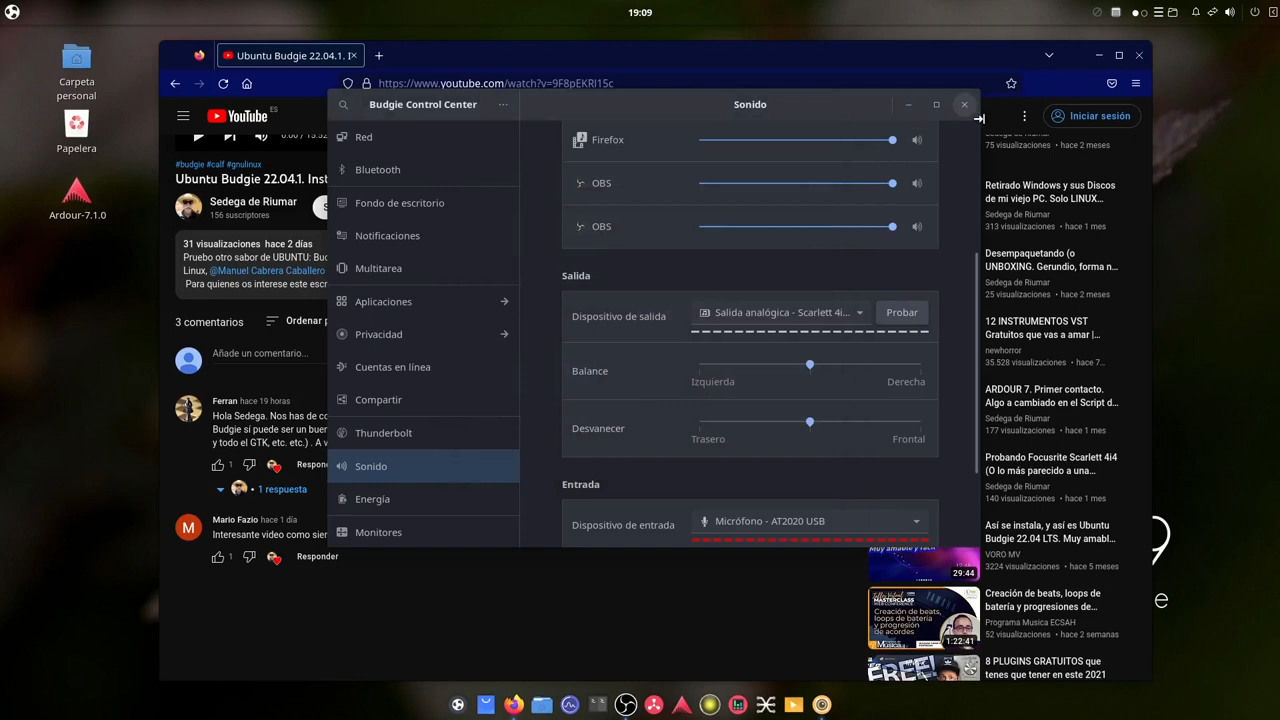 19:09
Carpeta
personal
Papelera
Ardour-7.1.0
Ubuntu Budgie 22.04.1. I
https://www.youtube.com/watch?v=9F8pEKRI15c
YouTube
ES
Iniciar sesión
#budgie #calf #gnulinux
Ubuntu Budgie 22.04.1. Inst
Sedega de Riumar
156 suscriptores
31 visualizaciones hace 2 días
Pruebo otro sabor de UBUNTU: Bud
Linux, @Manuel Cabrera Caballero
Para quienes os interese este escr
3 comentarios
Ordenar p
Añade un comentario...
Ferran hace 19 horas
Hola Sedega. Nos has de co
Budgie sí puede ser un buer
y todo el GTK, etc. etc.) . A v
1
Respon
1 respuesta
M
Mario Fazio hace 1 día
Interesante video como siem
1
Responder
Budgie Control Center
Red
Bluetooth
Fondo de escritorio
Notificaciones
Multitarea
Aplicaciones
Privacidad
Cuentas en línea
Compartir
Thunderbolt
Sonido
Energía
Monitores
Sonido
Firefox
OBS
OBS
Salida
Dispositivo de salida
Salida analógica - Scarlett 4i...
Probar
Balance
Izquierda
Derecha
Desvanecer
Trasero
Frontal
Entrada
Dispositivo de entrada
Micrófono - AT2020 USB
75 visualizaciones • hace 2 meses
Retirado Windows y sus Discos
de mi viejo PC. Solo LINUX...
Sedega de Riumar
313 visualizaciones • hace 1 mes
Desempaquetando (o
UNBOXING. Gerundio, forma n...
Sedega de Riumar
25 visualizaciones • hace 2 meses
12 INSTRUMENTOS VST
Gratuitos que vas a amar |...
newhorror
35.528 visualizaciones • hace 7...
ARDOUR 7. Primer contacto.
Algo a cambiado en el Script d...
Sedega de Riumar
177 visualizaciones • hace 1 mes
Probando Focusrite Scarlett 4i4
(O lo más parecido a una...
Sedega de Riumar
140 visualizaciones • hace 1 mes
Así se instala, y así es Ubuntu
Budgie 22.04 LTS. Muy amabl...
VORO MV
3224 visualizaciones • hace 5 meses
29:44
Creación de beats, loops de
batería y progresiones de...
Programa Musica ECSAH
52 visualizaciones • hace 2 semanas
MASTERCLASS
Creación de beats,
loops de batería
y progresión
de acordes
1:22:41
8 PLUGINS GRATUITOS que
tenes que tener en este 2021
FREE!
9
e